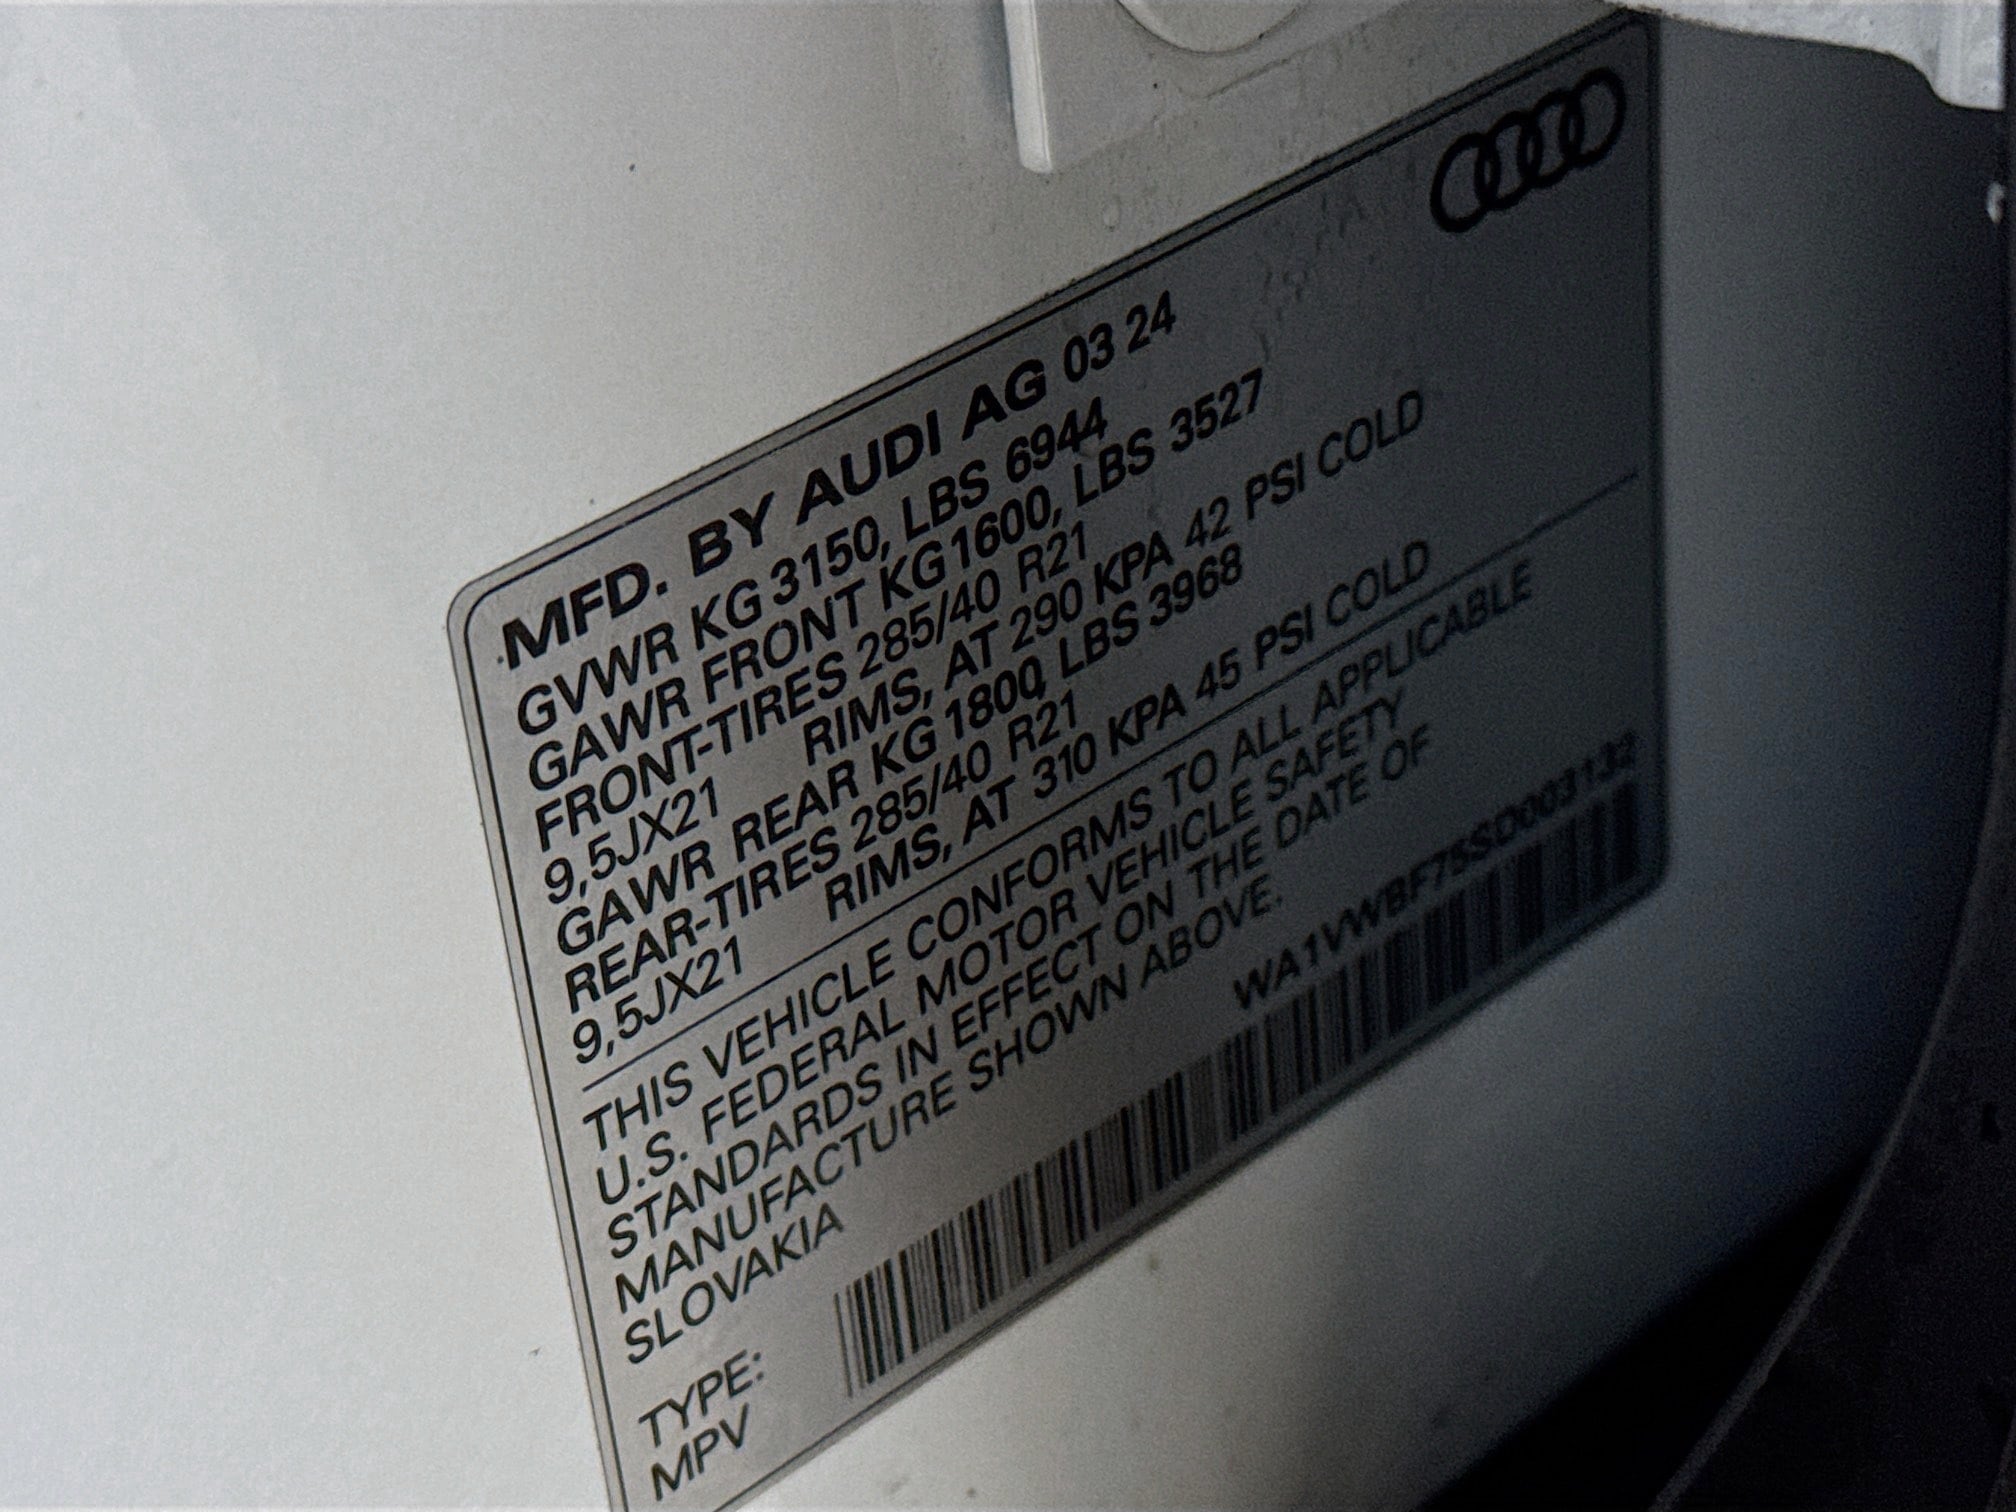 MFD. BY AUDI AG 03 24
GVWR KG 3150, LBS 6944
GAWR FRONT KG 1600, LBS 3527
FRONT-TIRES 285/40 R21
9,5JX21 RIMS, AT 290 KPA 42 PSI COLD
GAWR REAR KG 1800, LBS 3968
REAR-TIRES 285/40 R21
9,5JX21 RIMS, AT 310 KPA 45 PSI COLD
THIS VEHICLE CONFORMS TO ALL APPLICABLE
U.S. FEDERAL MOTOR VEHICLE SAFETY
STANDARDS IN EFFECT ON THE DATE OF
MANUFACTURE SHOWN ABOVE.
SLOVAKIA
TYPE:
MPV